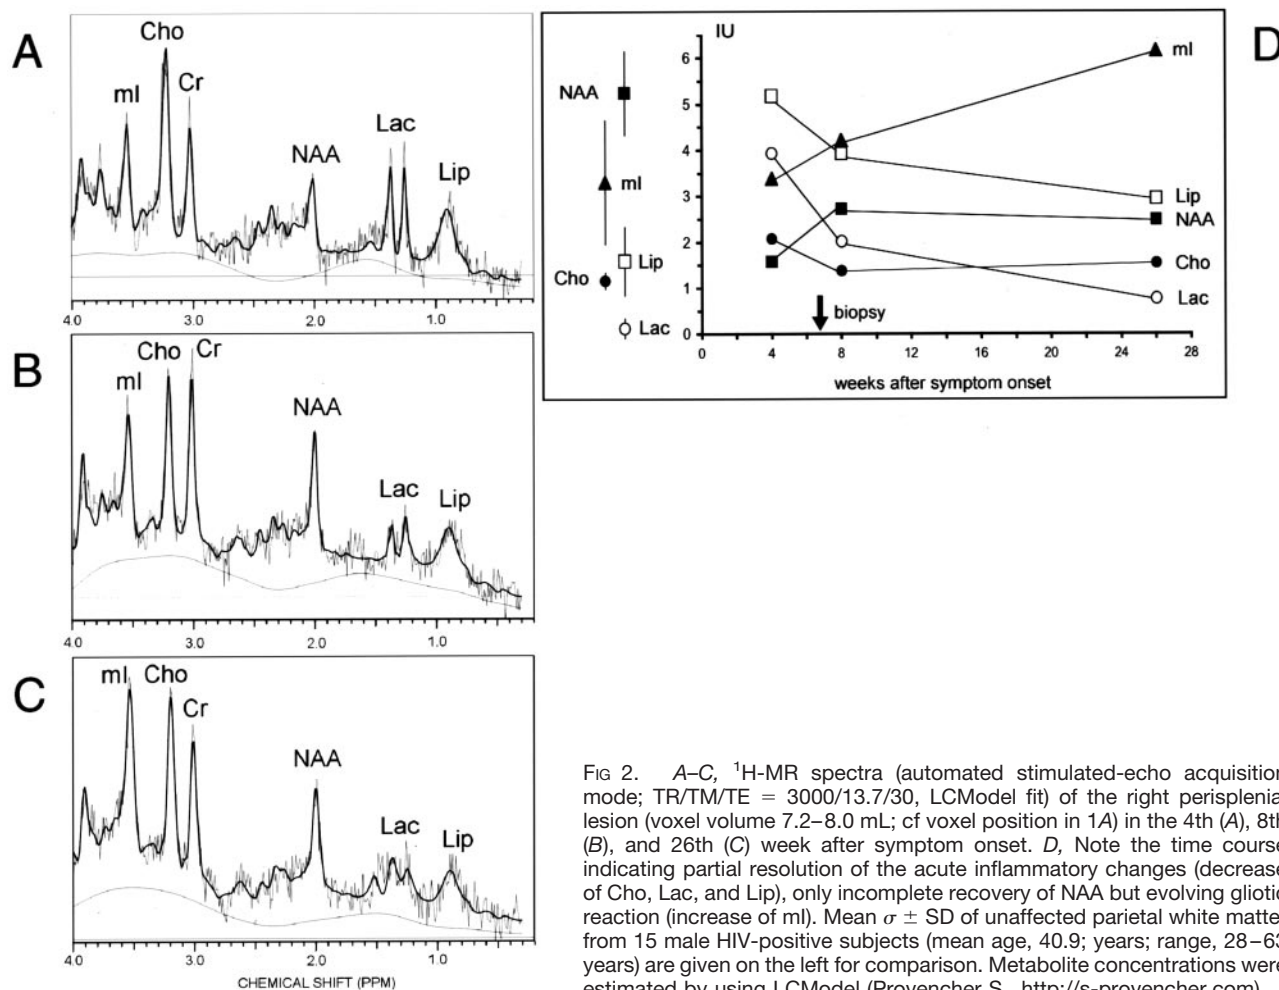 A
Cho
Cr
mI
NAA
Lac
Lip
4.0 3.0 2.0 1.0
B
Cho Cr
mI
NAA
Lac
Lip
4.0 3.0 2.0 1.0
C
mI Cho
Cr
NAA
Lac
Lip
4.0 3.0 2.0 1.0
CHEMICAL SHIFT (PPM)
D
IU
NAA
mI
Lip
Cho
Lac
6
5
4
3
2
1
0
mI
Lip
NAA
Cho
Lac
biopsy
0 4 8 12 16 20 24 28
weeks after symptom onset
FIG 2. A–C, ¹H-MR spectra (automated stimulated-echo acquisition
mode; TR/TM/TE = 3000/13.7/30, LCModel fit) of the right perisplenia
lesion (voxel volume 7.2–8.0 mL; cf voxel position in 1A) in the 4th (A), 8th
(B), and 26th (C) week after symptom onset. D, Note the time course
indicating partial resolution of the acute inflammatory changes (decrease
of Cho, Lac, and Lip), only incomplete recovery of NAA but evolving gliotic
reaction (increase of mI). Mean σ ± SD of unaffected parietal white matte
from 15 male HIV-positive subjects (mean age, 40.9; years; range, 28–63
years) are given on the left for comparison. Metabolite concentrations were
estimated by using LCModel (Provencher S., http://s-provencher.com)